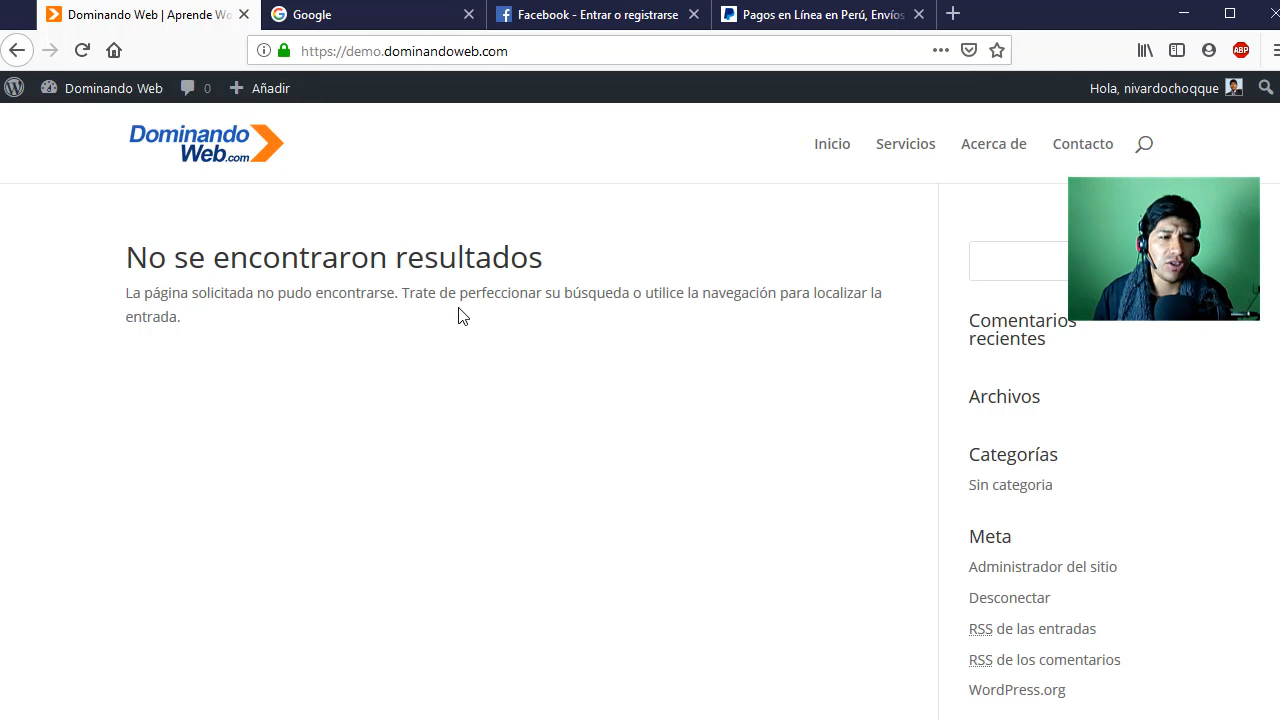 Dominando Web | Aprende Wo
Google
Facebook - Entrar o registrarse
Pagos en Línea en Perú, Envíos
https://demo.dominandoweb.com
ABP
Dominando Web
0
Añadir
Hola, nivardochoqque
Dominando
Web.com
Inicio
Servicios
Acerca de
Contacto
No se encontraron resultados
La página solicitada no pudo encontrarse. Trate de perfeccionar su búsqueda o utilice la navegación para localizar la
entrada.
Comentarios
recientes
Archivos
Categorías
Sin categoria
Meta
Administrador del sitio
Desconectar
RSS de las entradas
RSS de los comentarios
WordPress.org